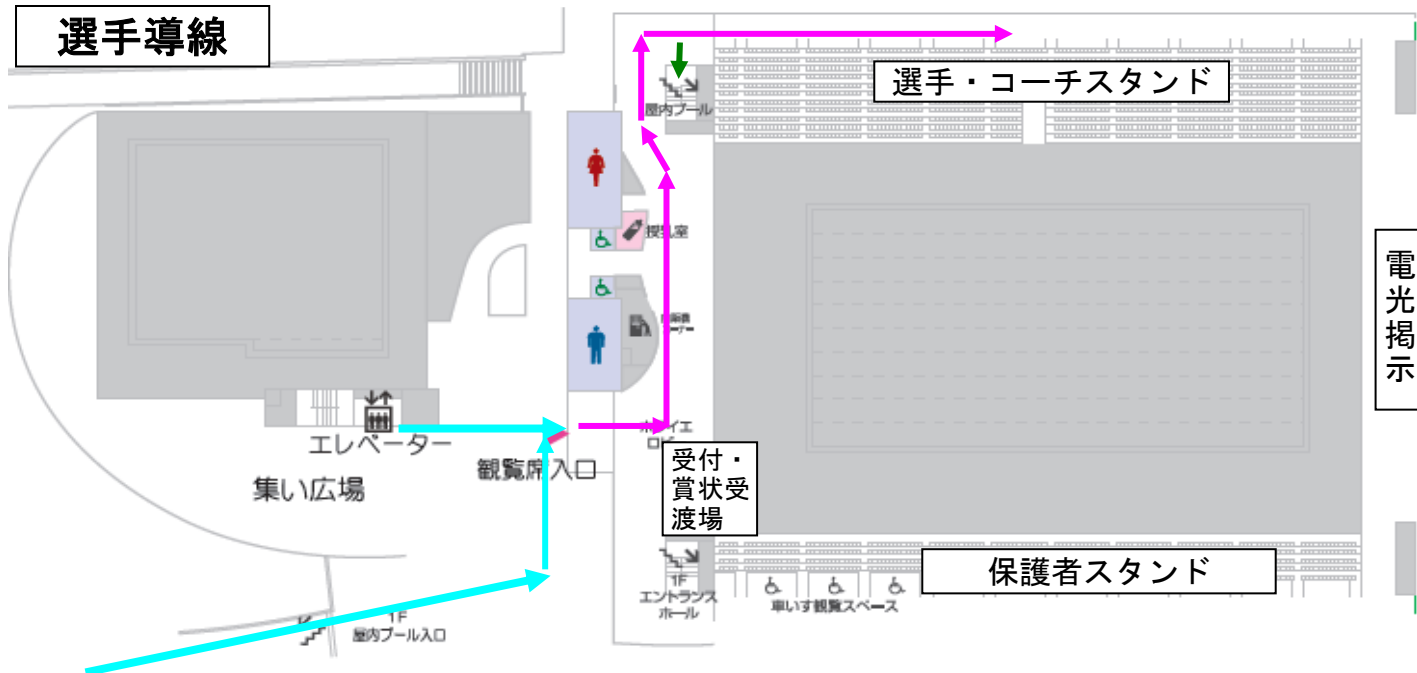 選手導線
選手・コーチスタンド
屋内プール
授乳室
電光掲示
エレベーター
観覧席入口
集い広場
受付・
賞状受
渡場
保護者スタンド
1F
エントランス
ホール
車いす観覧スペース
1F
屋内プール入口